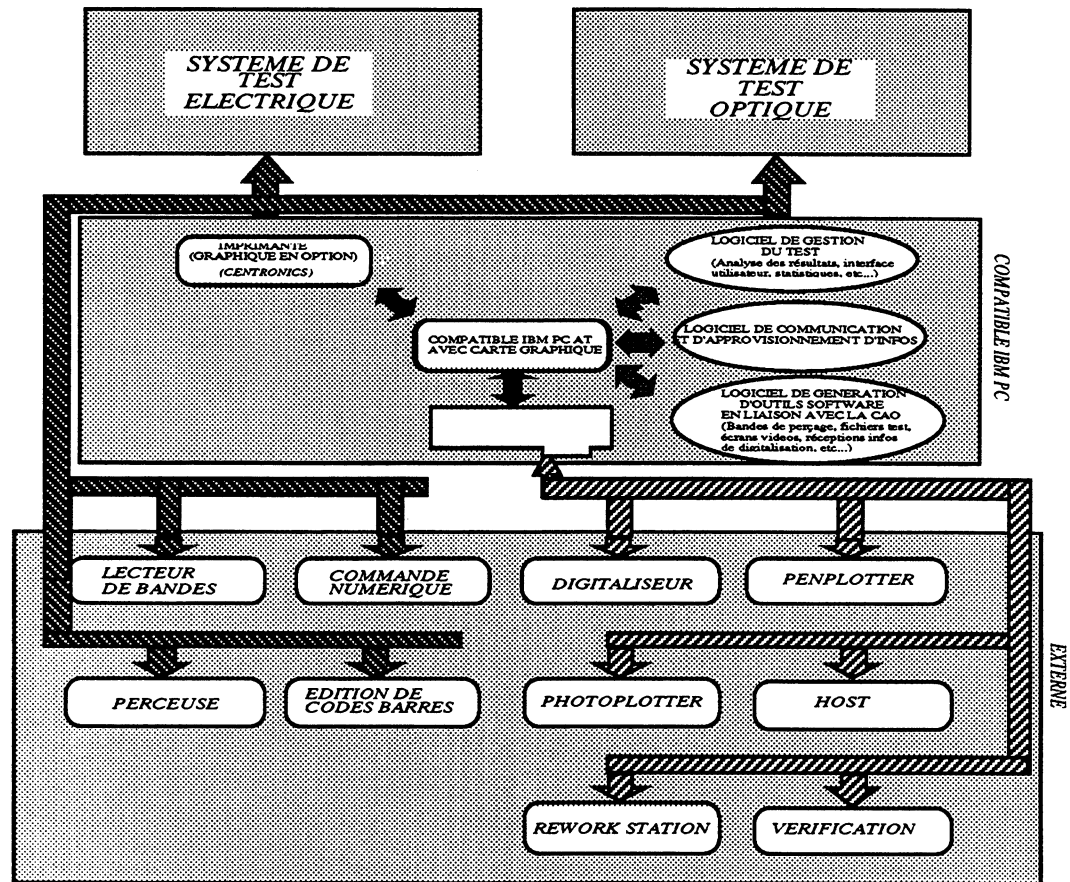 SYSTEME DE
TEST
ELECTRIQUE
SYSTEME DE
TEST
OPTIQUE
IMPRIMANTE
(GRAPHIQUE EN OPTION)
(CENTRONICS)
LOGICIEL DE GESTION
DU TEST
(Analyse des résultats, interface
utilisateur, statistiques, etc...)
COMPATIBLE IBM PC AT
AVEC CARTE GRAPHIQUE
LOGICIEL DE COMMUNICATION
ET D'APPROVISIONNEMENT D'INFOS
LOGICIEL DE GENERATION
D'OUTILS SOFTWARE
EN LIAISON AVEC LA CAO
(Bandes de perçage, fichiers test,
écrans videos, réceptions infos
de digitalisation, etc...)
COMPATIBLE IBM PC
LECTEUR
DE BANDES
COMMANDE
NUMERIQUE
DIGITALISEUR
PENPLOTTER
PERCEUSE
EDITION DE
CODES BARRES
PHOTOPLOTTER
HOST
EXTERNE
REWORK STATION
VERIFICATION